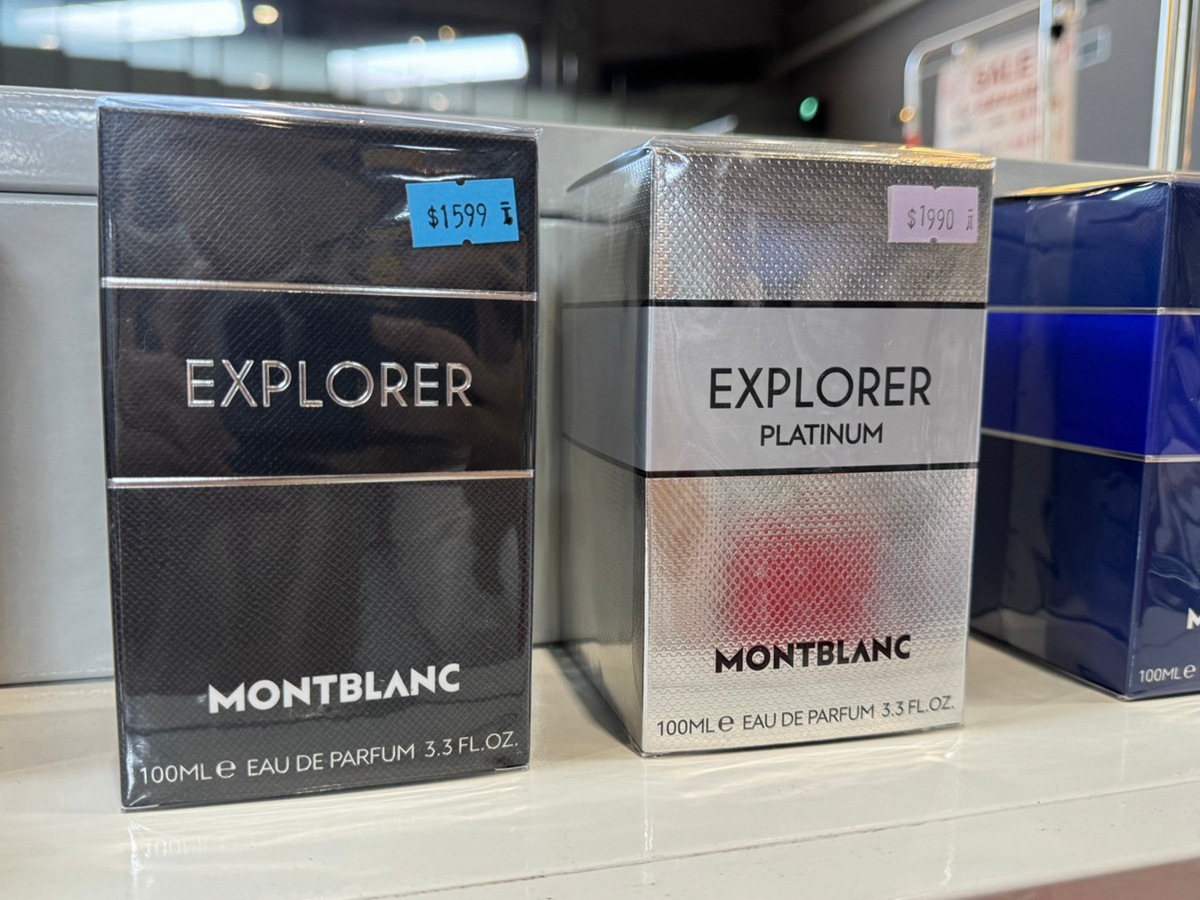 $1599
EXPLORER
MONTBLANC
100ML e EAU DE PARFUM 3.3 FL.OZ.
$1990
EXPLORER
PLATINUM
MONTBLANC
100ML e EAU DE PARFUM 3.3 FL.OZ.
100ML e
SALE